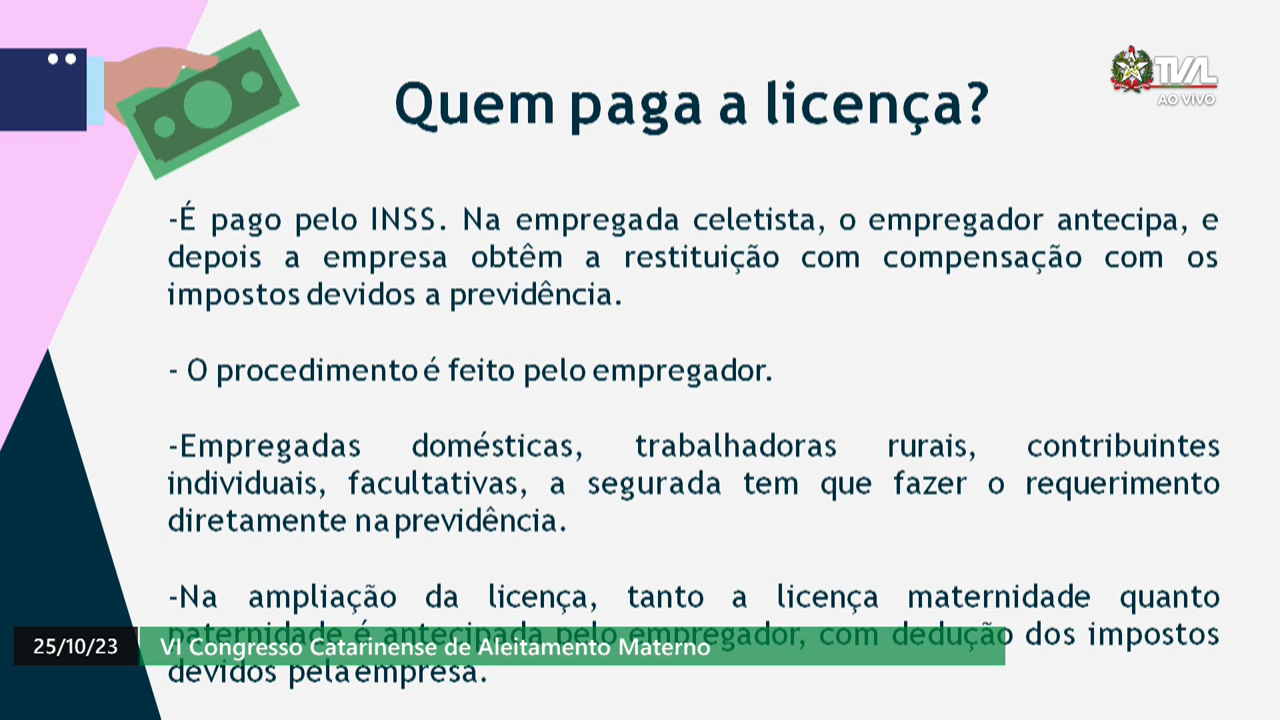 TVAL
AO VIVO
Quem paga a licença?
-É pago pelo INSS. Na empregada celetista, o empregador antecipa, e
depois a empresa obtêm a restituição com compensação com os
impostos devidos a previdência.
- O procedimento é feito pelo empregador.
-Empregadas domésticas, trabalhadoras rurais, contribuintes
individuais, facultativas, a segurada tem que fazer o requerimento
diretamente na previdência.
-Na ampliação da licença, tanto a licença maternidade quanto
paternidade é antecipada pelo empregador, com dedução dos impostos
devidos pela empresa.
25/10/23 VI Congresso Catarinense de Aleitamento Materno